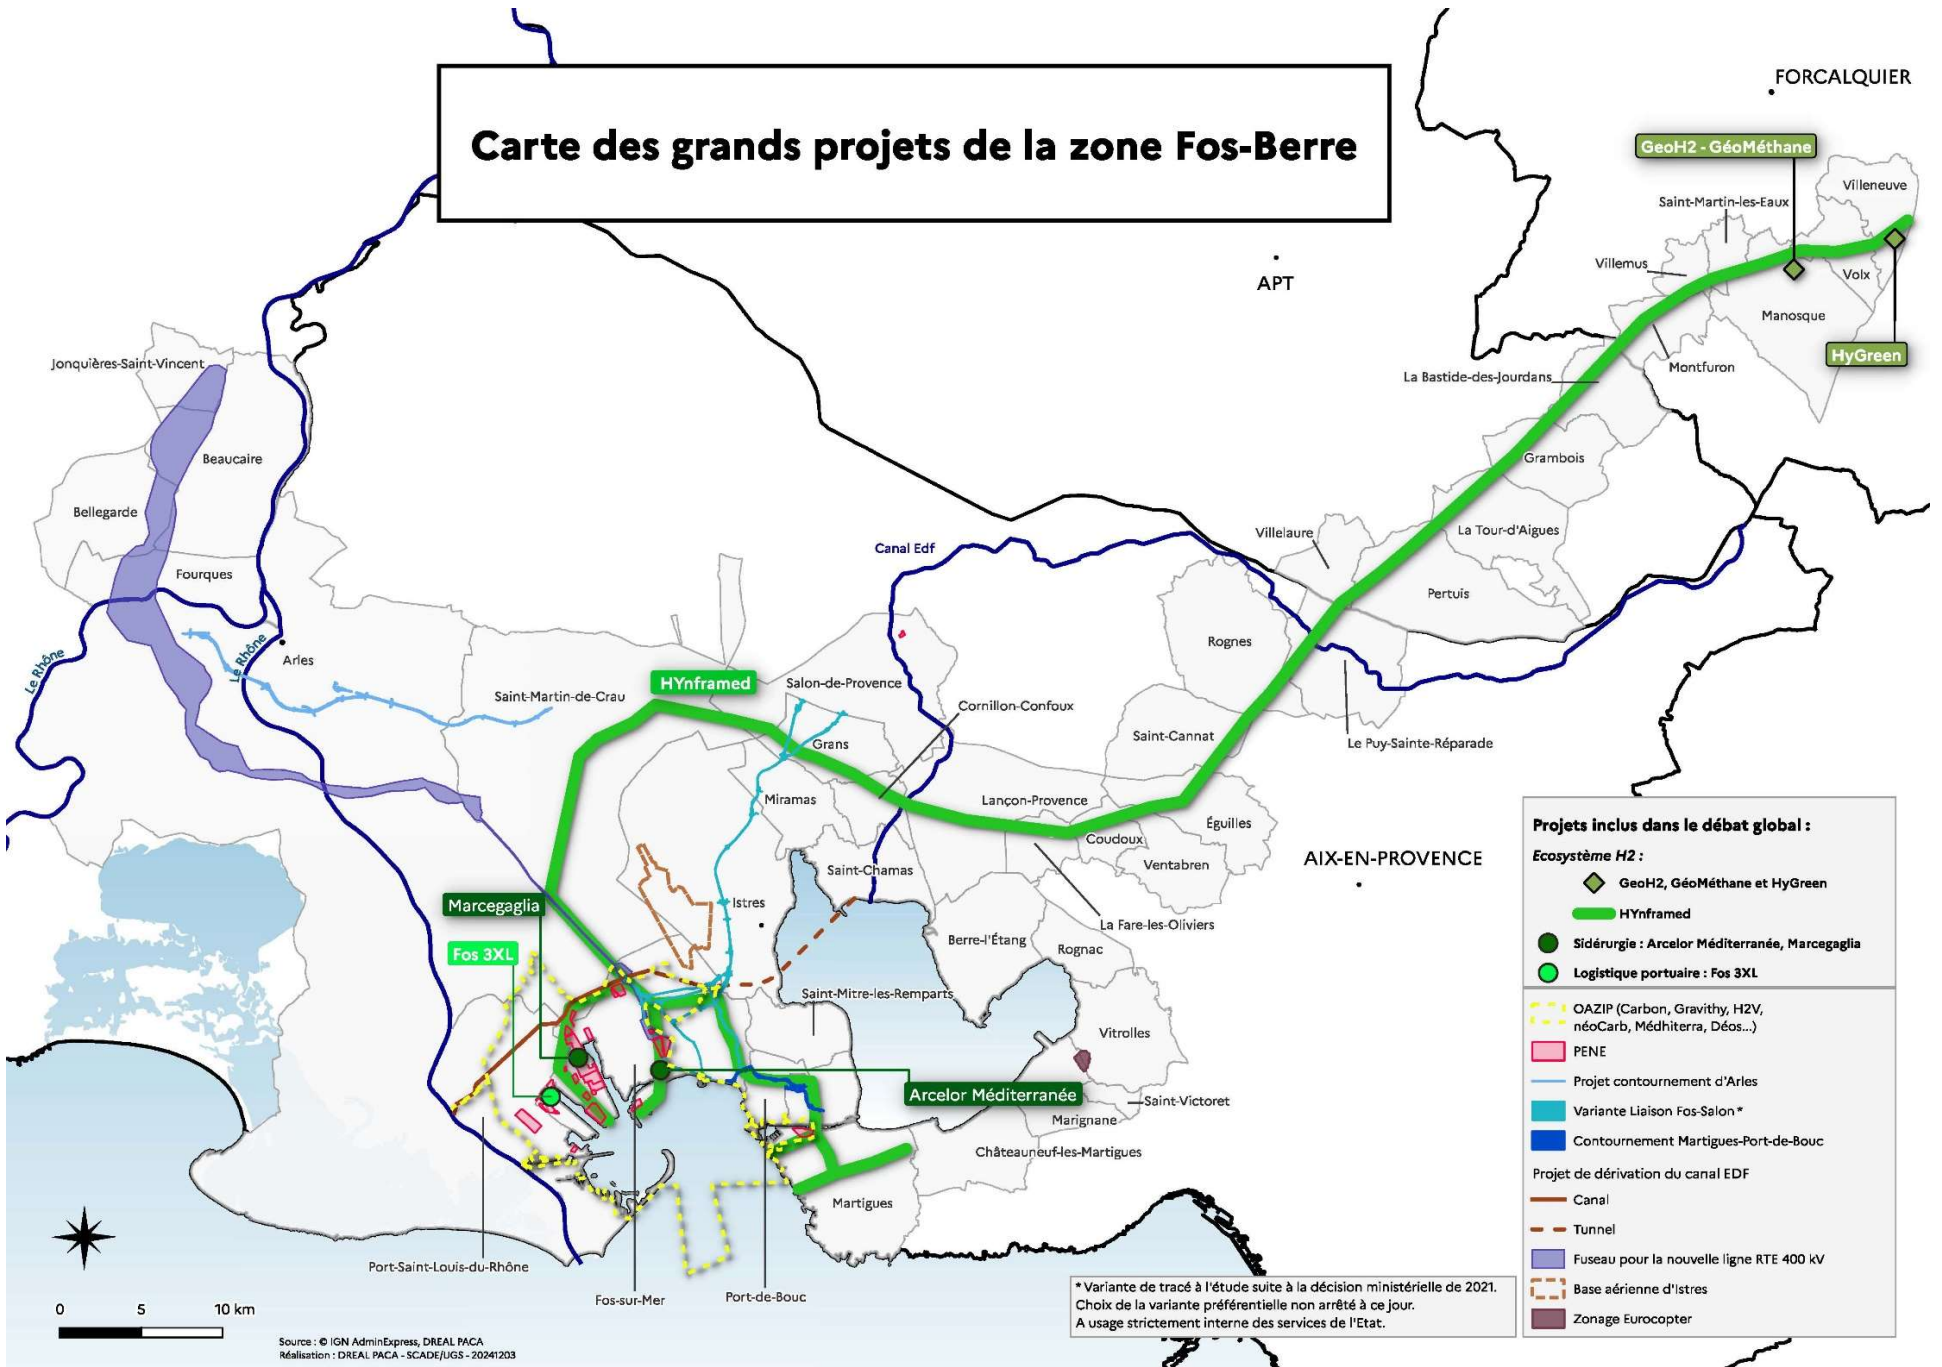 Carte des grands projets de la zone Fos-Berre
FORCALQUIER
GeoH2 - GéoMéthane
Villeneuve
Saint-Martin-les-Eaux
Villemus
Volx
APT
Manosque
HyGreen
Jonquières-Saint-Vincent
Montfuron
La Bastide-des-Jourdans
Beaucaire
Grambois
Bellegarde
La Tour-d'Aigues
Villelaure
Canal Edf
Fourques
Pertuis
Rognes
Le Rhône
Le Rhône
Arles
HYnframed
Salon-de-Provence
Saint-Martin-de-Crau
Cornillon-Confoux
Saint-Cannat
Le Puy-Sainte-Réparade
Grans
Miramas
Lançon-Provence
Éguilles
Coudoux
Ventabren
AIX-EN-PROVENCE
Saint-Chamas
Marcegaglia
Istres
La Fare-les-Oliviers
Berre-l'Étang
Rognac
Fos 3XL
Saint-Mitre-les-Remparts
Vitrolles
Arcelor Méditerranée
Saint-Victoret
Marignane
Châteauneuf-les-Martigues
Martigues
Port-Saint-Louis-du-Rhône
Fos-sur-Mer
Port-de-Bouc
Projets inclus dans le débat global :
Ecosystème H2 :
GeoH2, GéoMéthane et HyGreen
HYnframed
Sidérurgie : Arcelor Méditerranée, Marcegaglia
Logistique portuaire : Fos 3XL
OAZIP (Carbon, Gravithy, H2V,
néoCarb, Médhiterra, Déos...)
PENE
Projet contournement d'Arles
Variante Liaison Fos-Salon *
Contournement Martigues-Port-de-Bouc
Projet de dérivation du canal EDF
Canal
Tunnel
Fuseau pour la nouvelle ligne RTE 400 kV
Base aérienne d'Istres
Zonage Eurocopter
* Variante de tracé à l'étude suite à la décision ministérielle de 2021.
Choix de la variante préférentielle non arrêté à ce jour.
A usage strictement interne des services de l'Etat.
0 5 10 km
Source : © IGN AdminExpress, DREAL PACA
Réalisation : DREAL PACA - SCADE/UGS - 20241203